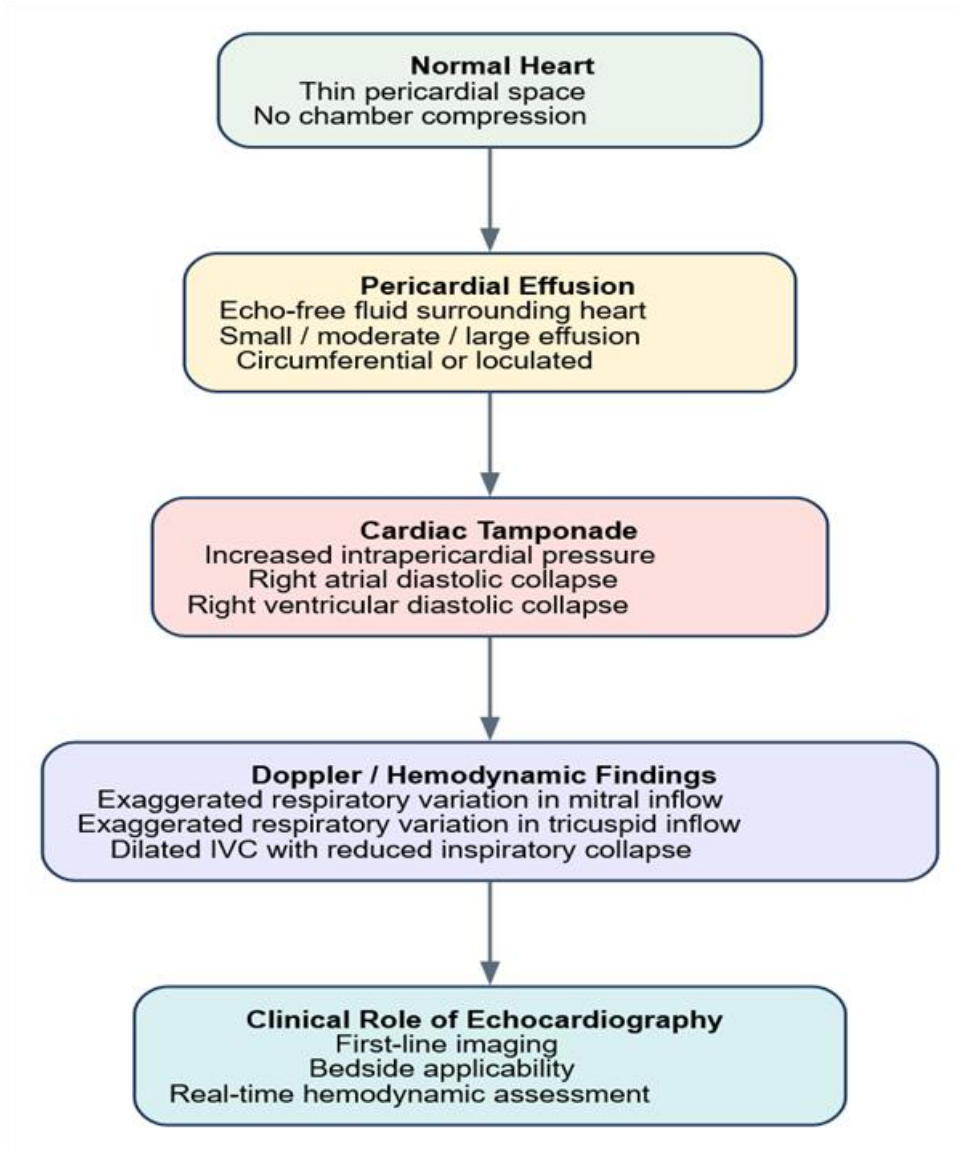 Normal Heart
Thin pericardial space
No chamber compression
Pericardial Effusion
Echo-free fluid surrounding heart
Small / moderate / large effusion
Circumferential or loculated
Cardiac Tamponade
Increased intrapericardial pressure
Right atrial diastolic collapse
Right ventricular diastolic collapse
Doppler / Hemodynamic Findings
Exaggerated respiratory variation in mitral inflow
Exaggerated respiratory variation in tricuspid inflow
Dilated IVC with reduced inspiratory collapse
Clinical Role of Echocardiography
First-line imaging
Bedside applicability
Real-time hemodynamic assessment